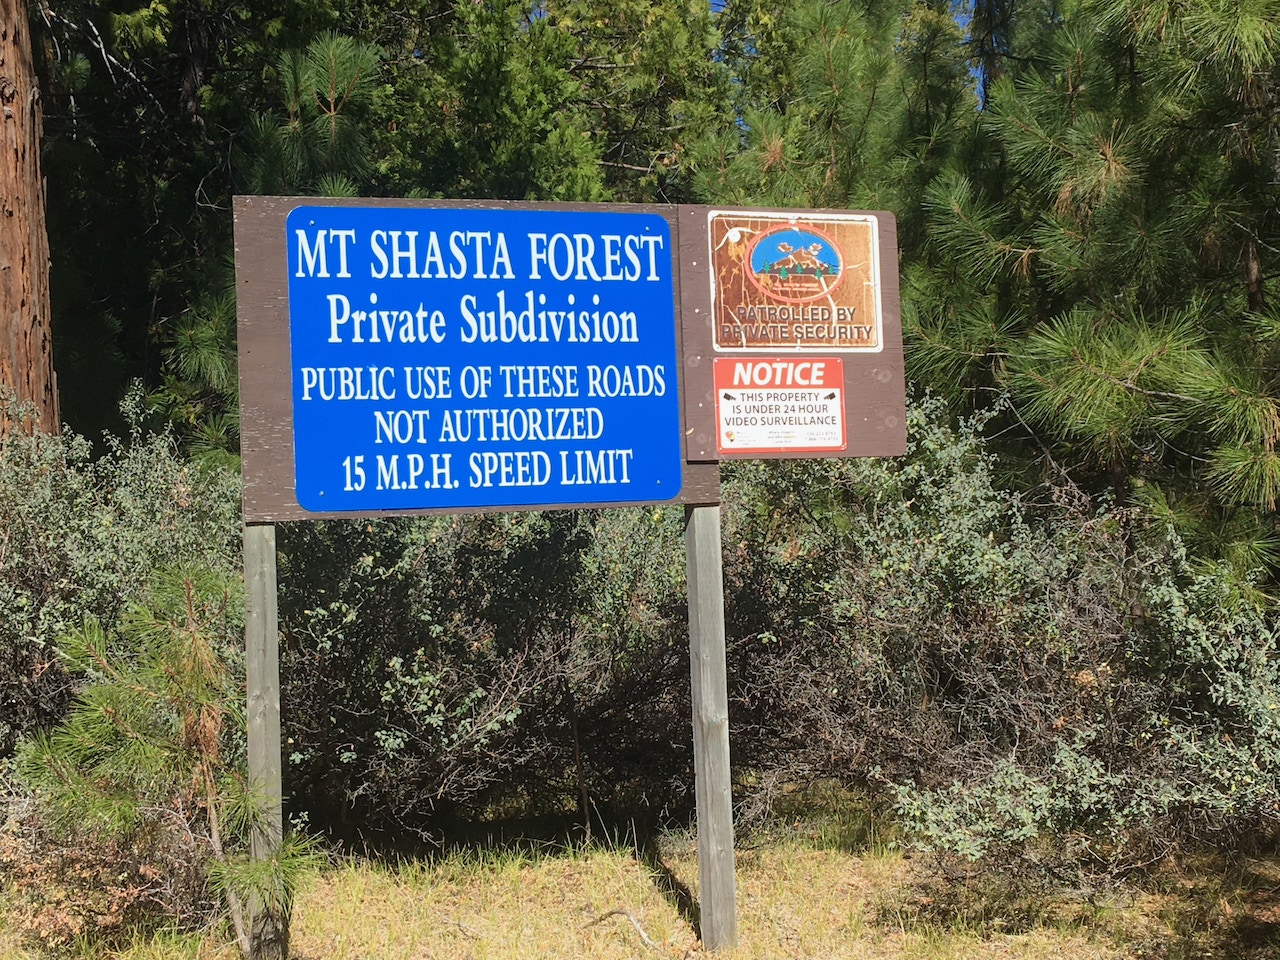 MT SHASTA FOREST
Private Subdivision
PUBLIC USE OF THESE ROADS
NOT AUTHORIZED
15 M.P.H. SPEED LIMIT
PATROLLED BY
PRIVATE SECURITY
NOTICE
THIS PROPERTY
IS UNDER 24 HOUR
VIDEO SURVEILLANCE